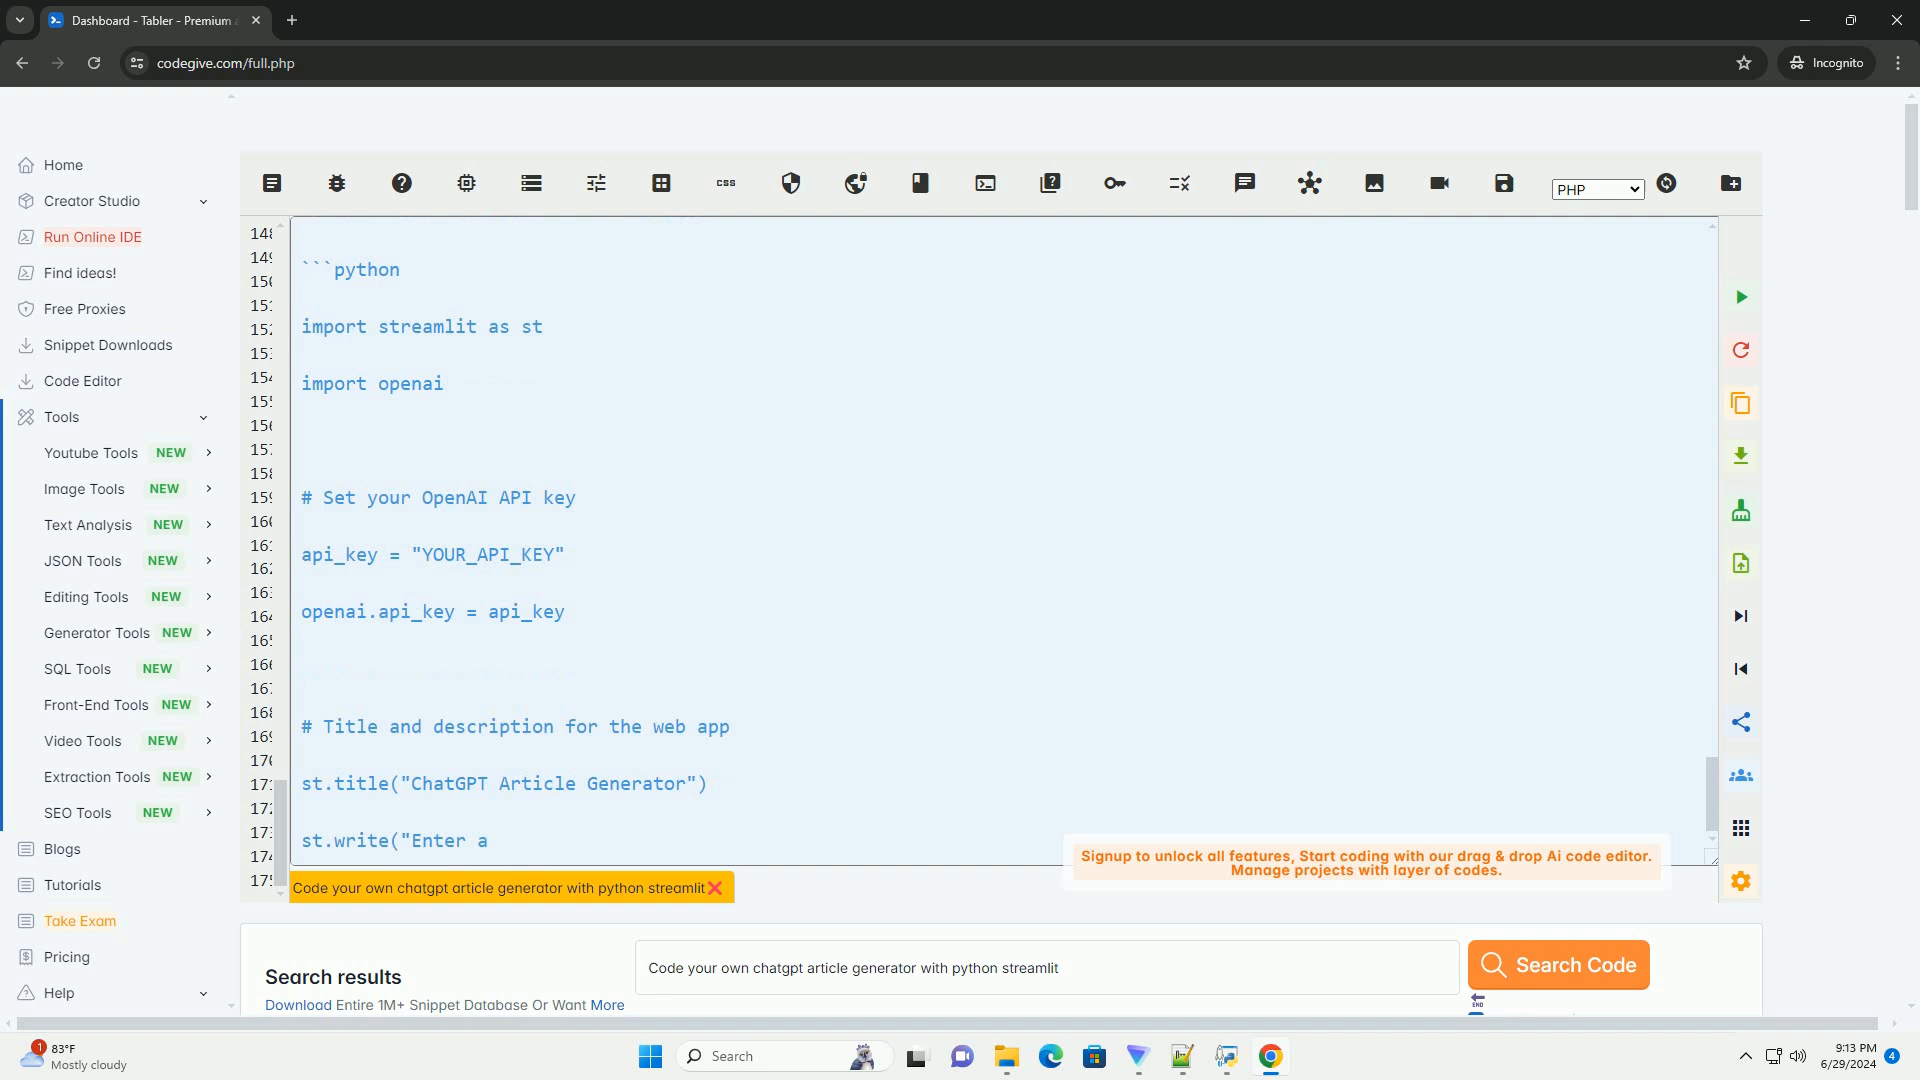 Dashboard - Tabler - Premium
codegive.com/full.php
Incognito
Home
Creator Studio
Run Online IDE
Find ideas!
Free Proxies
Snippet Downloads
Code Editor
Tools
Youtube Tools NEW
Image Tools NEW
Text Analysis NEW
JSON Tools NEW
Editing Tools NEW
Generator Tools NEW
SQL Tools NEW
Front-End Tools NEW
Video Tools NEW
Extraction Tools NEW
SEO Tools NEW
Blogs
Tutorials
Take Exam
Pricing
Help
css
PHP
```python
import streamlit as st
import openai
# Set your OpenAI API key
api_key = "YOUR_API_KEY"
openai.api_key = api_key
# Title and description for the web app
st.title("ChatGPT Article Generator")
st.write("Enter a
Signup to unlock all features, Start coding with our drag & drop Ai code editor.
Manage projects with layer of codes.
Code your own chatgpt article generator with python streamlit
Search results
Download Entire 1M+ Snippet Database Or Want More
Code your own chatgpt article generator with python streamlit
Search Code
END
1
83°F
Mostly cloudy
Search
9:13 PM
6/29/2024
4